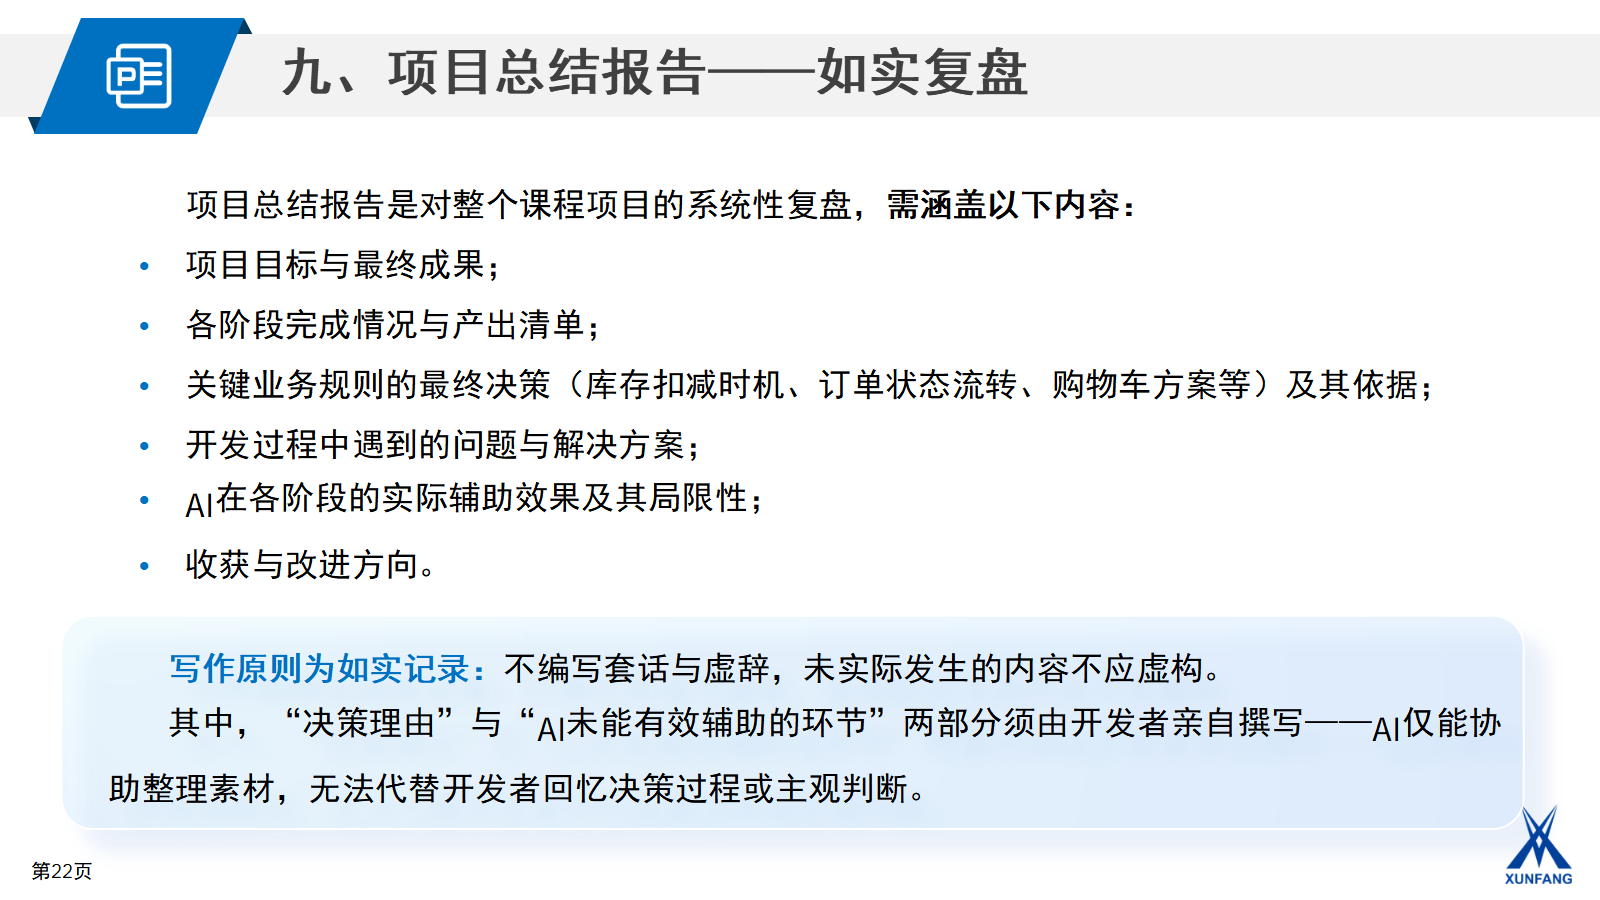 九、项目总结报告——如实复盘
项目总结报告是对整个课程项目的系统性复盘，需涵盖以下内容：
• 项目目标与最终成果；
• 各阶段完成情况与产出清单；
• 关键业务规则的最终决策（库存扣减时机、订单状态流转、购物车方案等）及其依据；
• 开发过程中遇到的问题与解决方案；
• AI在各阶段的实际辅助效果及其局限性；
• 收获与改进方向。
写作原则为如实记录：不编写套话与虚辞，未实际发生的内容不应虚构。
其中，“决策理由”与“AI未能有效辅助的环节”两部分须由开发者亲自撰写——AI仅能协
助整理素材，无法代替开发者回忆决策过程或主观判断。
第22页
XUNFANG